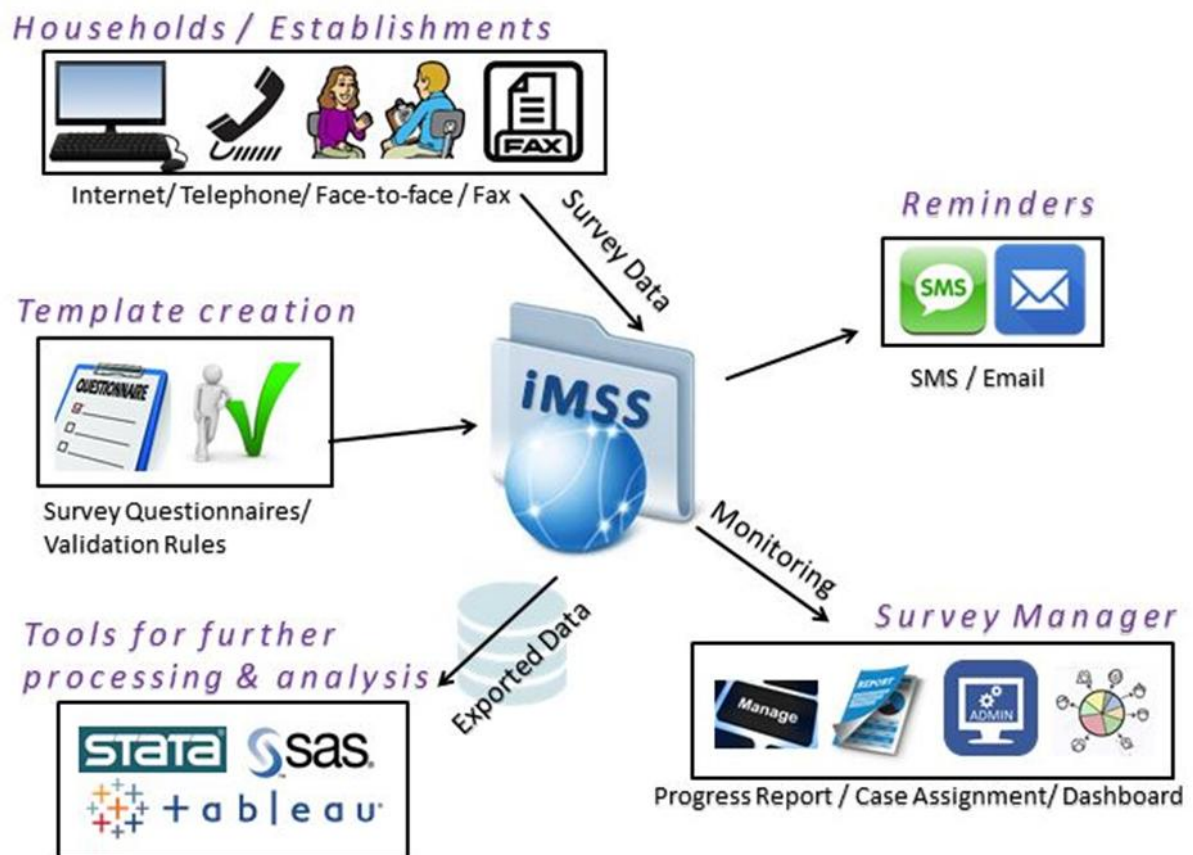 Households / Establishments
FAX
Internet/ Telephone/ Face-to-face / Fax
Survey Data
Reminders
SMS
SMS / Email
Template creation
QUESTIONNAIRE
Survey Questionnaires/
Validation Rules
iMSS
Monitoring
Exported Data
Tools for further
processing & analysis
STATA
sas
+ a b | e a u
Survey Manager
Manage
REPORT
ADMIN
Progress Report / Case Assignment/ Dashboard